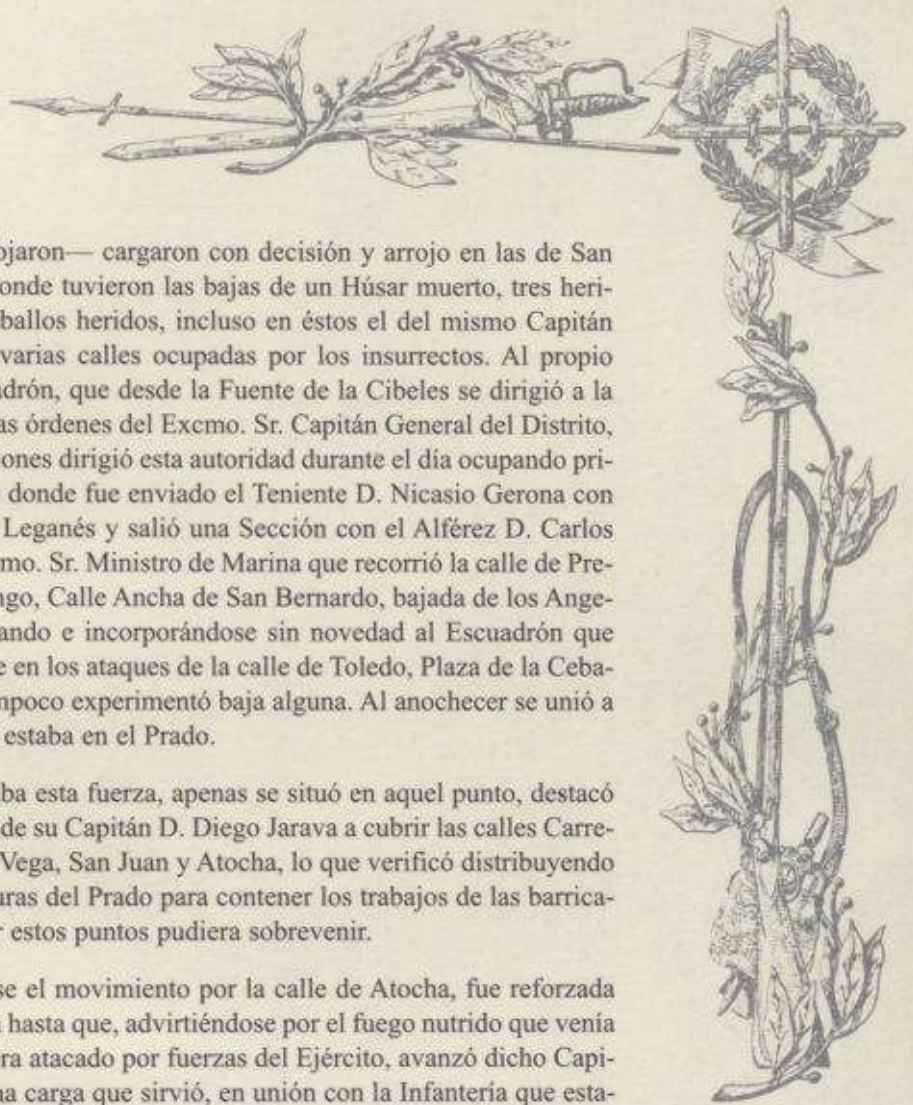 ojaron— cargaron con decisión y arrojo en las de San
onde tuvieron las bajas de un Húsar muerto, tres heri-
ballos heridos, incluso en éstos el del mismo Capitán
varias calles ocupadas por los insurrectos. Al propio
adrón, que desde la Fuente de la Cibeles se dirigió a la
as órdenes del Excmo. Sr. Capitán General del Distrito,
ones dirigió esta autoridad durante el día ocupando pri-
donde fue enviado el Teniente D. Nicasio Gerona con
Leganés y salió una Sección con el Alférez D. Carlos
mo. Sr. Ministro de Marina que recorrió la calle de Pre-
ngo, Calle Ancha de San Bernardo, bajada de los Ange-
ando e incorporándose sin novedad al Escuadrón que
e en los ataques de la calle de Toledo, Plaza de la Ceba-
mpoco experimentó baja alguna. Al anochecer se unió a
estaba en el Prado.
ba esta fuerza, apenas se situó en aquel punto, destacó
de su Capitán D. Diego Jarava a cubrir las calles Carre-
Vega, San Juan y Atocha, lo que verificó distribuyendo
uras del Prado para contener los trabajos de las barrica-
r estos puntos pudiera sobrevenir.
se el movimiento por la calle de Atocha, fue reforzada
a hasta que, advirtiéndose por el fuego nutrido que venía
era atacado por fuerzas del Ejército, avanzó dicho Capi-
na carga que sirvió, en unión con la Infantería que esta-